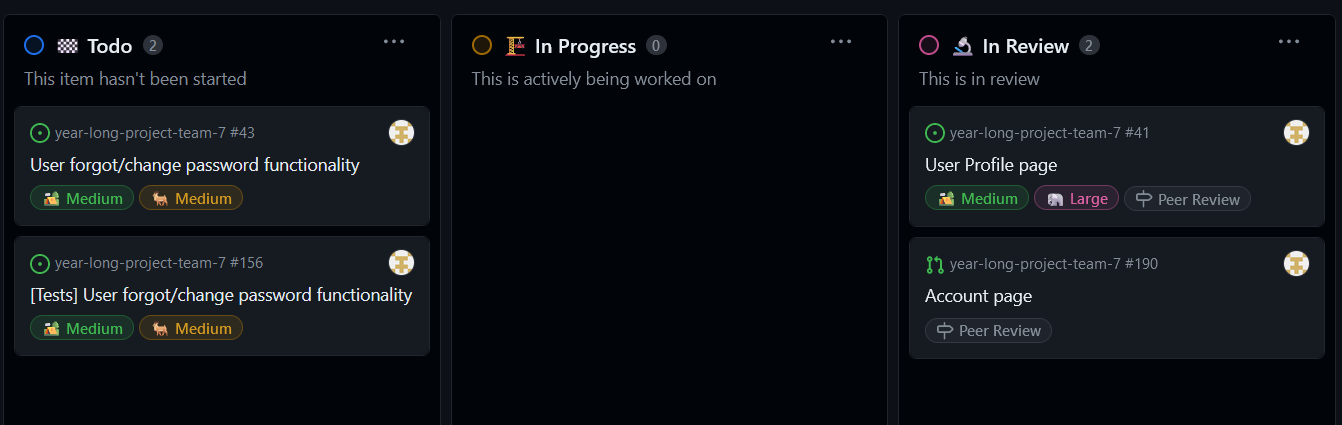 Todo 2
This item hasn't been started
year-long-project-team-7 #43
User forgot/change password functionality
Medium Medium
year-long-project-team-7 #156
[Tests] User forgot/change password functionality
Medium Medium
In Progress 0
This is actively being worked on
In Review 2
This is in review
year-long-project-team-7 #41
User Profile page
Medium Large Peer Review
year-long-project-team-7 #190
Account page
Peer Review